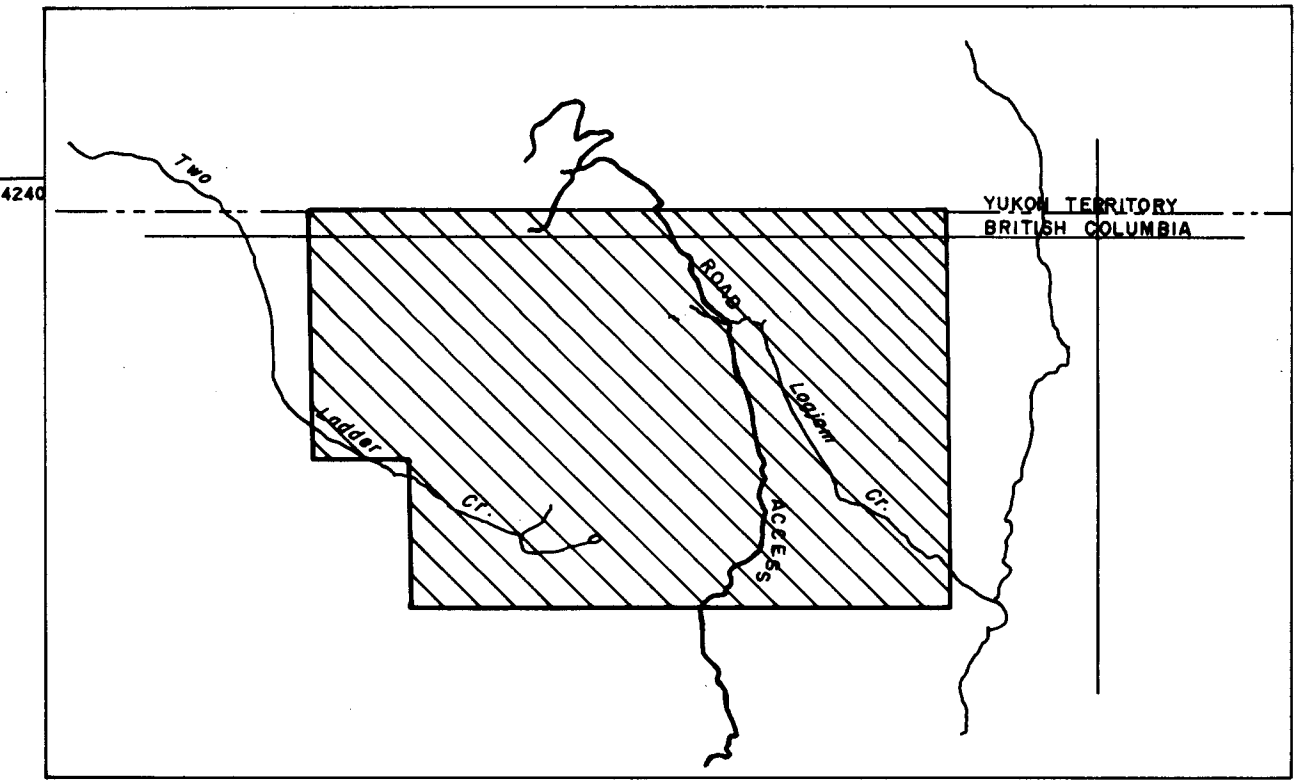 Two
4240
YUKON TERRITORY
BRITISH COLUMBIA
ROAD
Logjam
Ladder
Cr.
Cr.
ACCESS